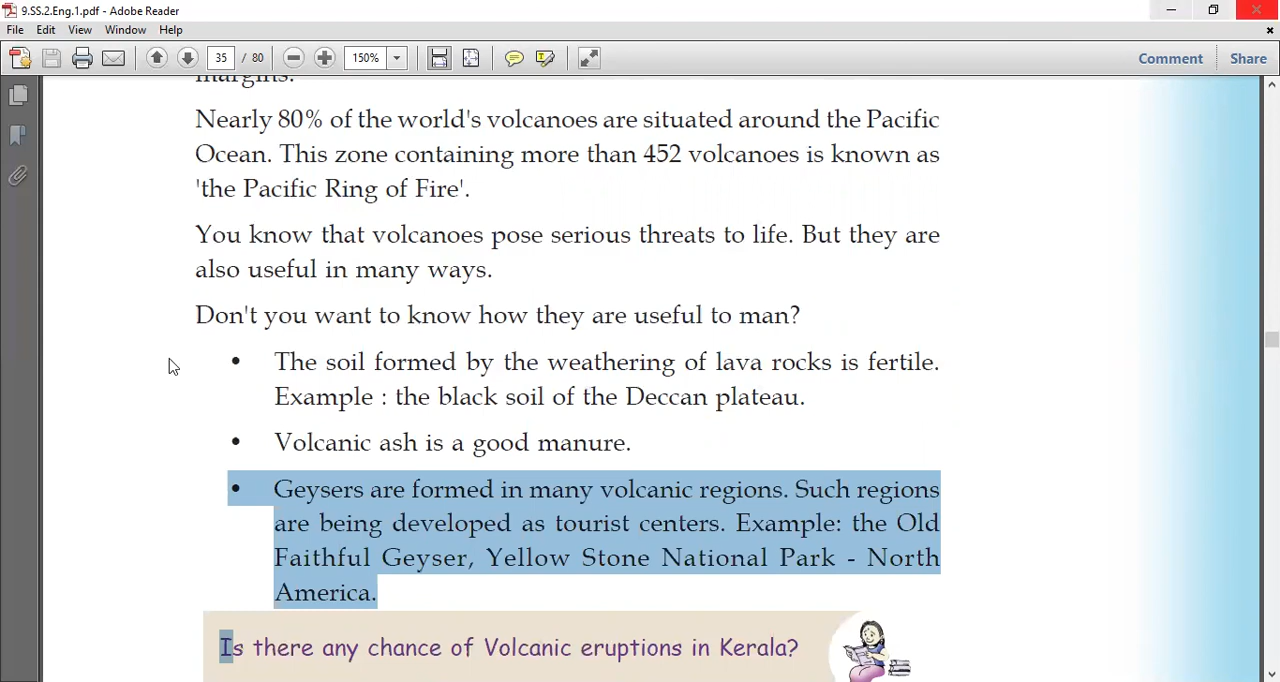 9.SS.2.Eng.1.pdf - Adobe Reader
File Edit View Window Help
35 / 80 150% Comment Share
margins.
Nearly 80% of the world's volcanoes are situated around the Pacific
Ocean. This zone containing more than 452 volcanoes is known as
'the Pacific Ring of Fire'.
You know that volcanoes pose serious threats to life. But they are
also useful in many ways.
Don't you want to know how they are useful to man?
• The soil formed by the weathering of lava rocks is fertile.
Example : the black soil of the Deccan plateau.
• Volcanic ash is a good manure.
• Geysers are formed in many volcanic regions. Such regions
are being developed as tourist centers. Example: the Old
Faithful Geyser, Yellow Stone National Park - North
America.
Is there any chance of Volcanic eruptions in Kerala?